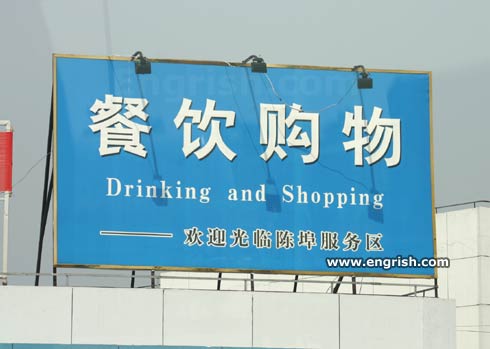 餐饮购物
Drinking and Shopping
——欢迎光临陈埠服务区
www.engrish.com